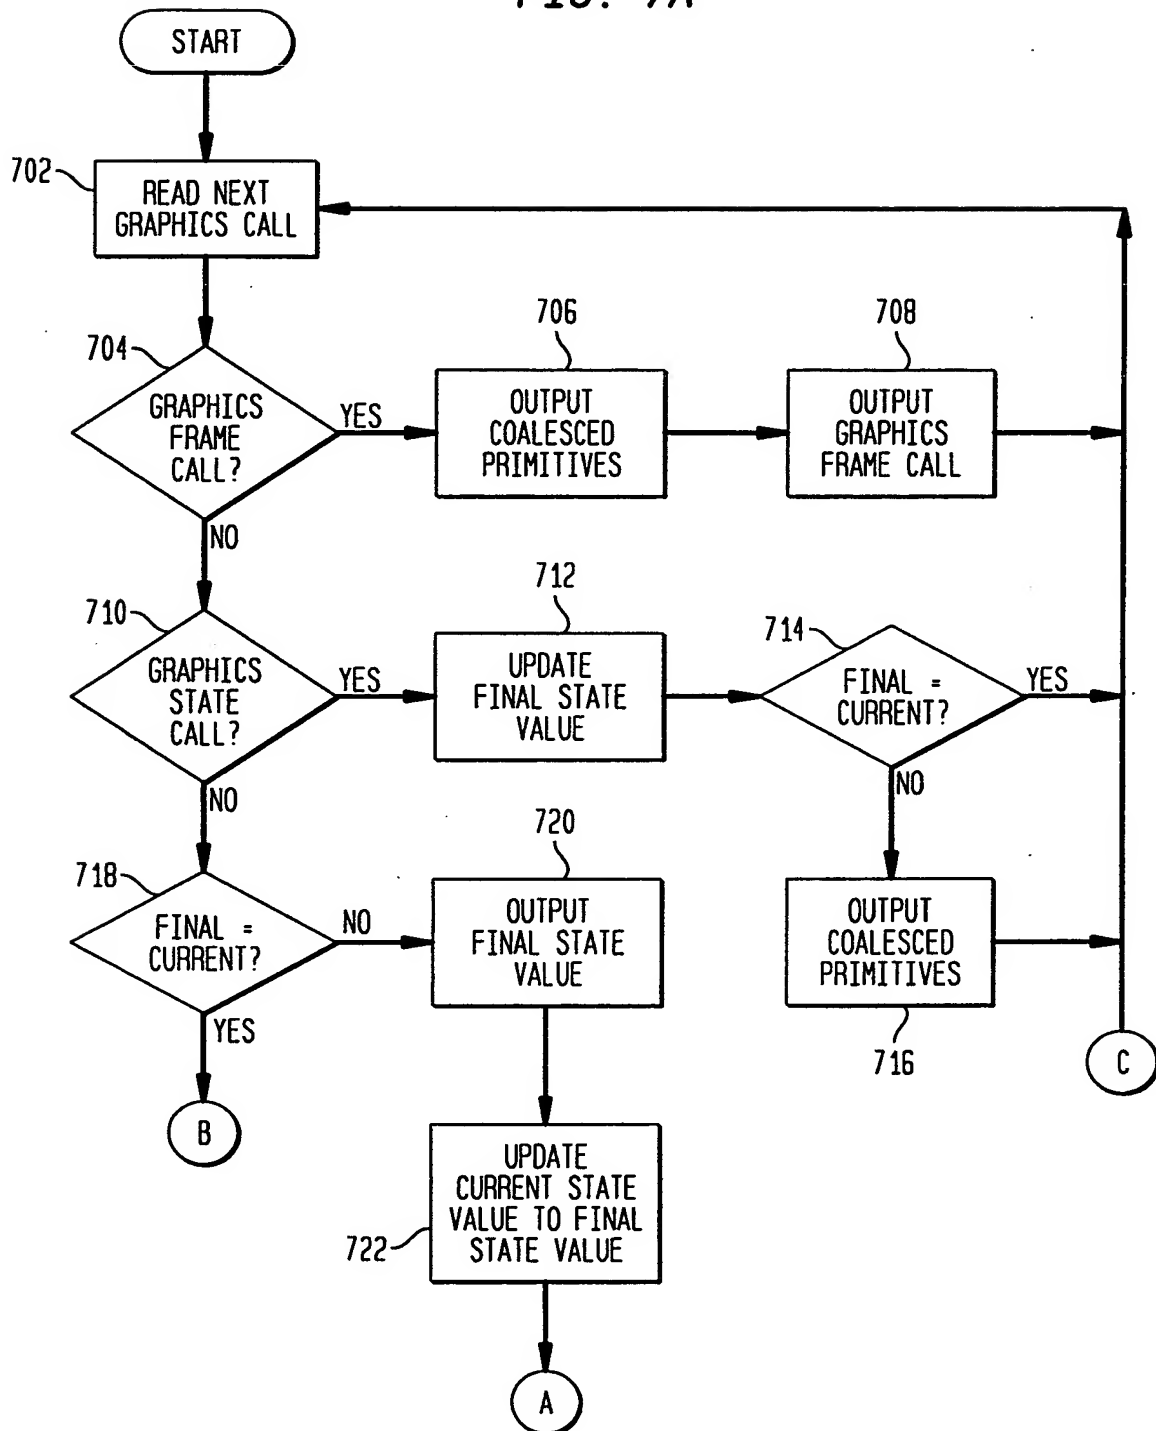 FIG. 7A
START
702
READ NEXT
GRAPHICS CALL
704
GRAPHICS
FRAME
CALL?
YES
NO
706
OUTPUT
COALESCED
PRIMITIVES
708
OUTPUT
GRAPHICS
FRAME CALL
710
GRAPHICS
STATE
CALL?
YES
NO
712
UPDATE
FINAL STATE
VALUE
714
FINAL =
CURRENT?
YES
NO
718
FINAL =
CURRENT?
NO
YES
720
OUTPUT
FINAL STATE
VALUE
OUTPUT
COALESCED
PRIMITIVES
716
C
B
722
UPDATE
CURRENT STATE
VALUE TO FINAL
STATE VALUE
A